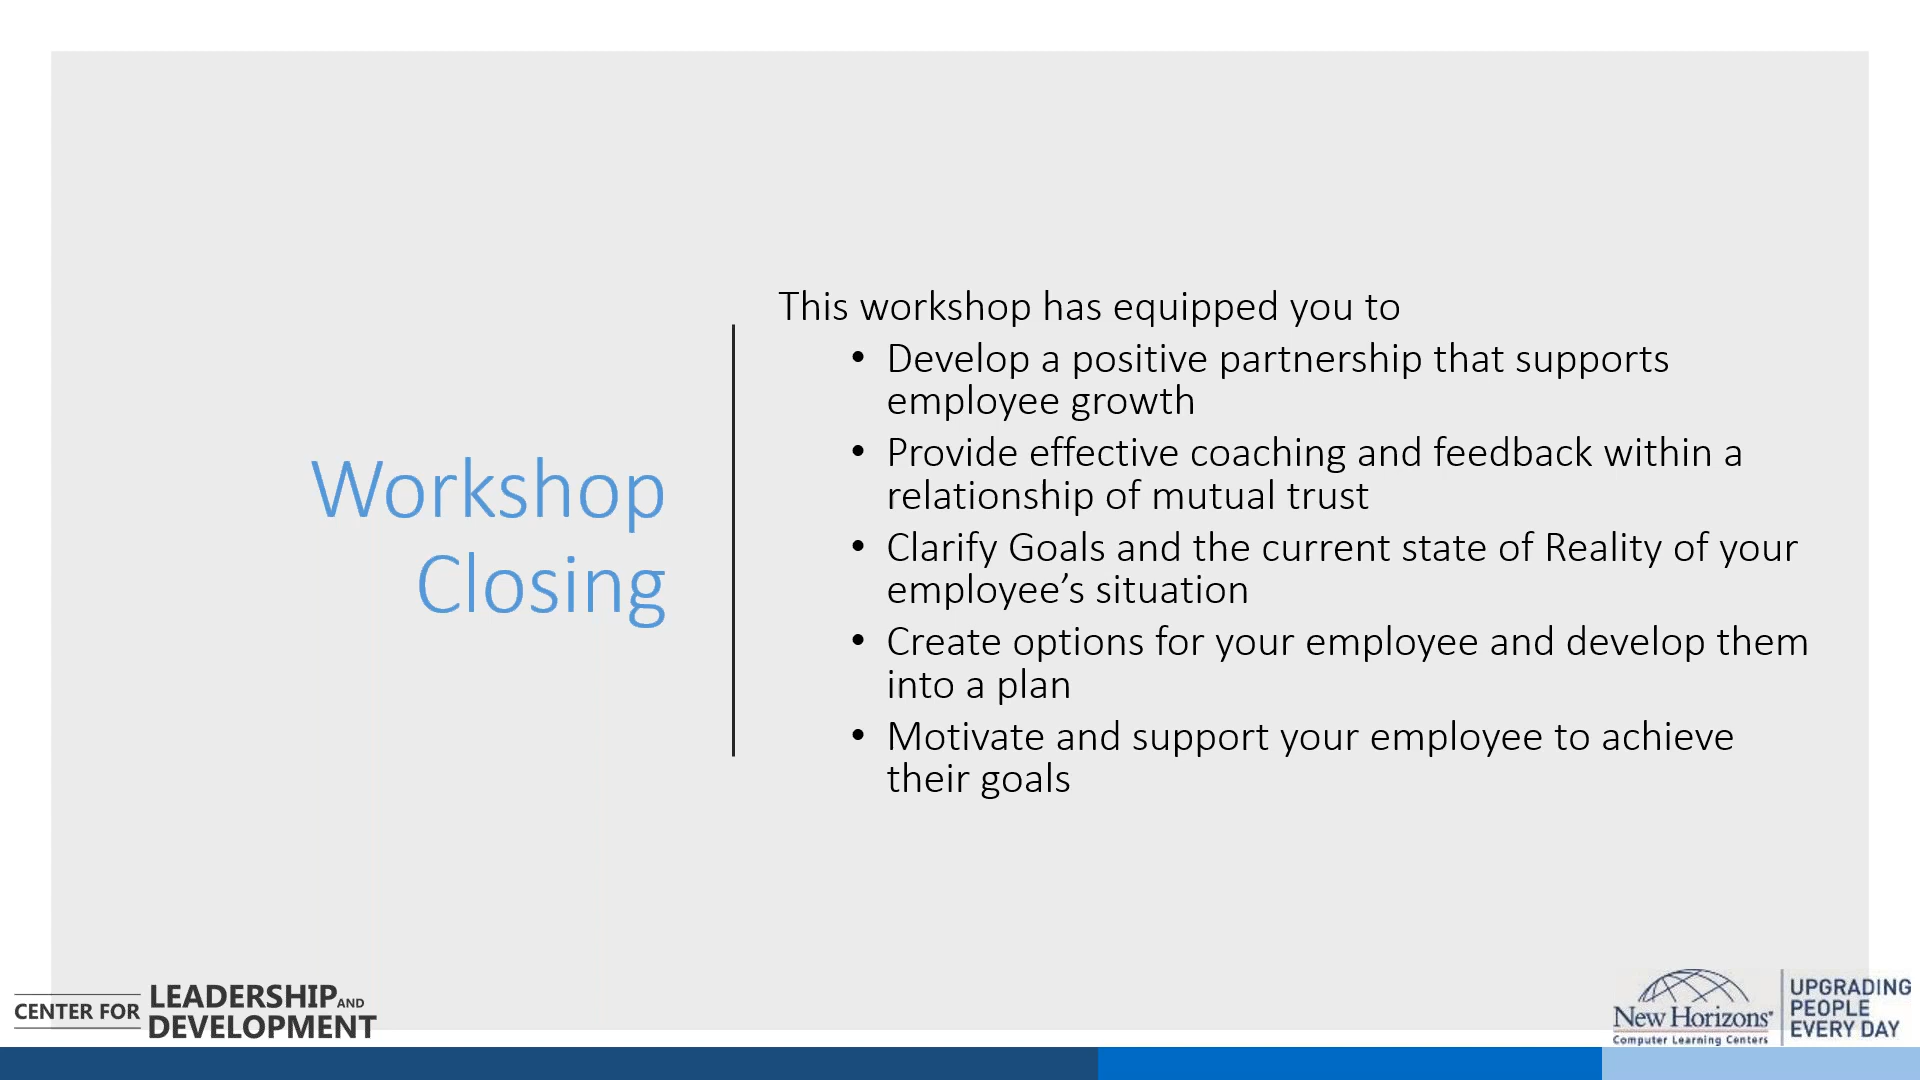 Workshop
Closing
This workshop has equipped you to
• Develop a positive partnership that supports
employee growth
• Provide effective coaching and feedback within a
relationship of mutual trust
• Clarify Goals and the current state of Reality of your
employee’s situation
• Create options for your employee and develop them
into a plan
• Motivate and support your employee to achieve
their goals
CENTER FOR LEADERSHIP AND
DEVELOPMENT
New Horizons®
Computer Learning Centers
UPGRADING
PEOPLE
EVERY DAY